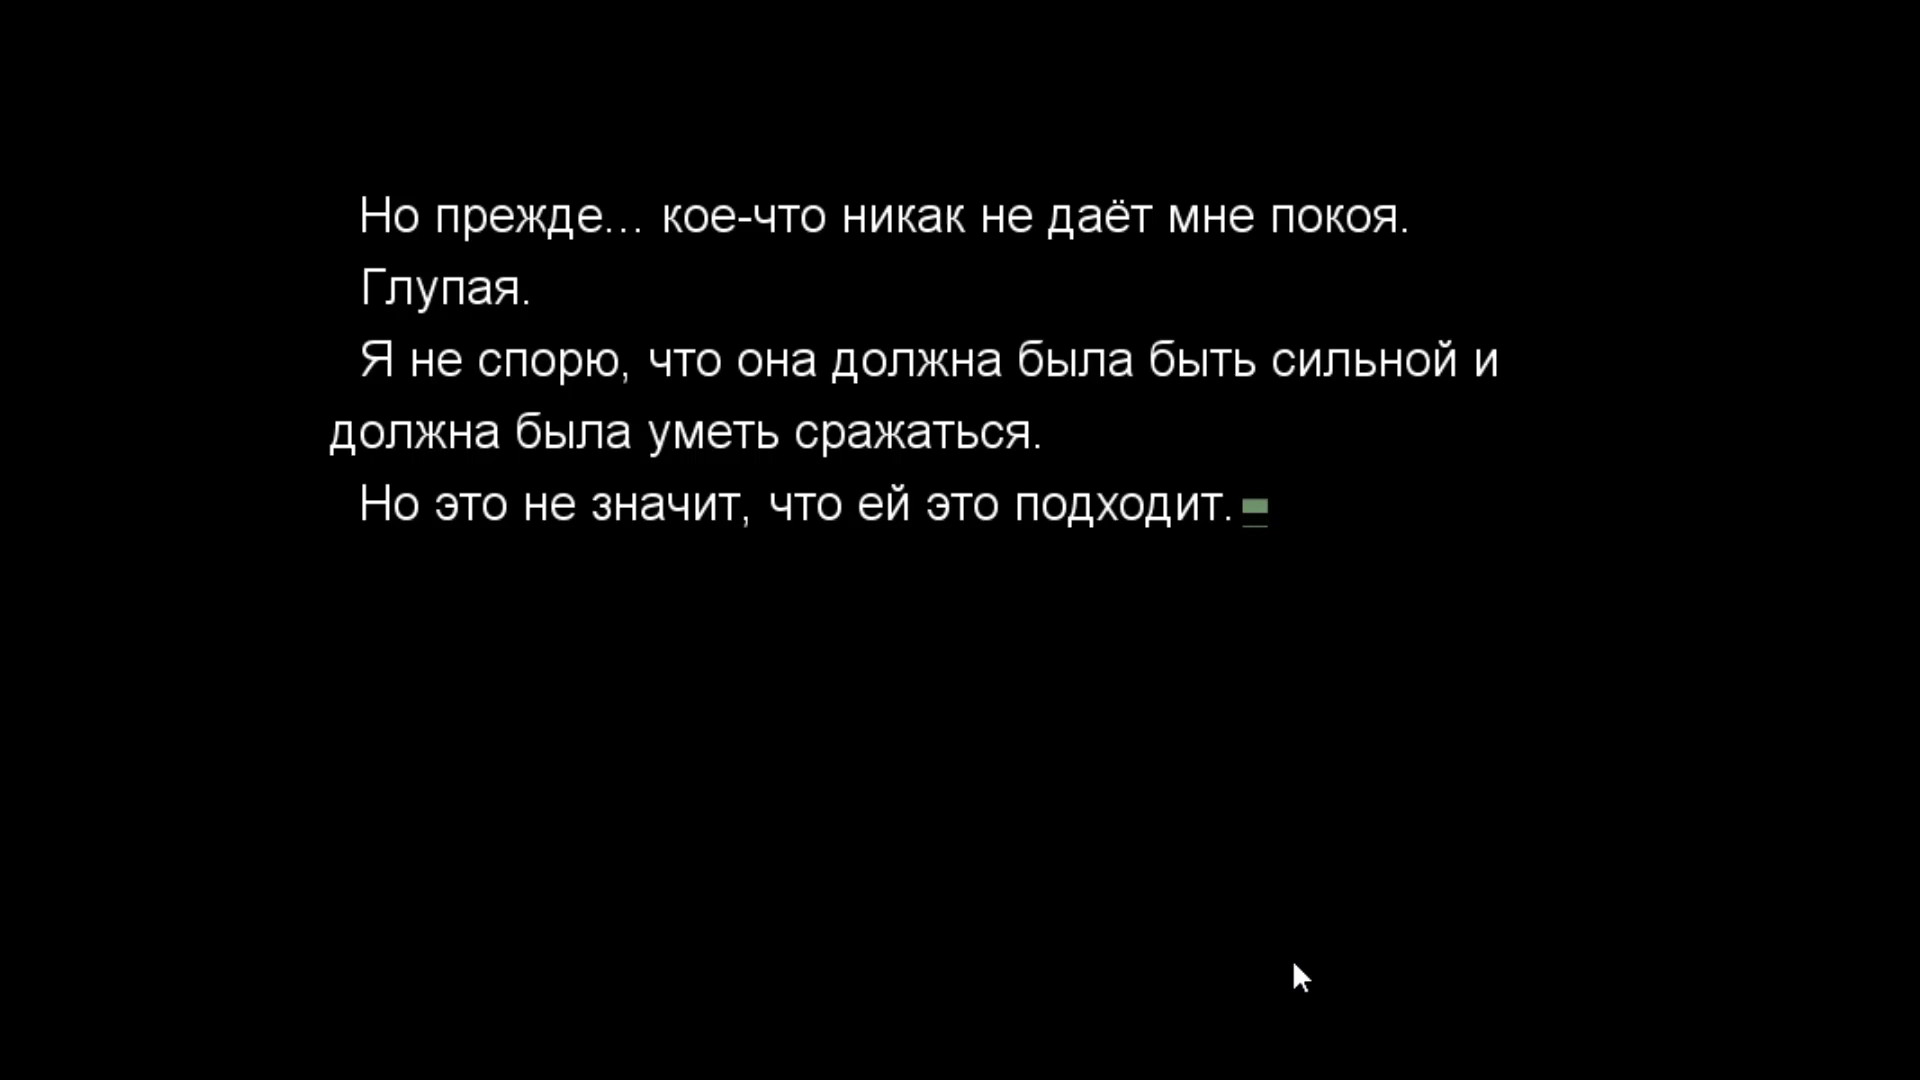 Но прежде... кое-что никак не даёт мне покоя.
Глупая.
Я не спорю, что она должна была быть сильной и
должна была уметь сражаться.
Но это не значит, что ей это подходит.